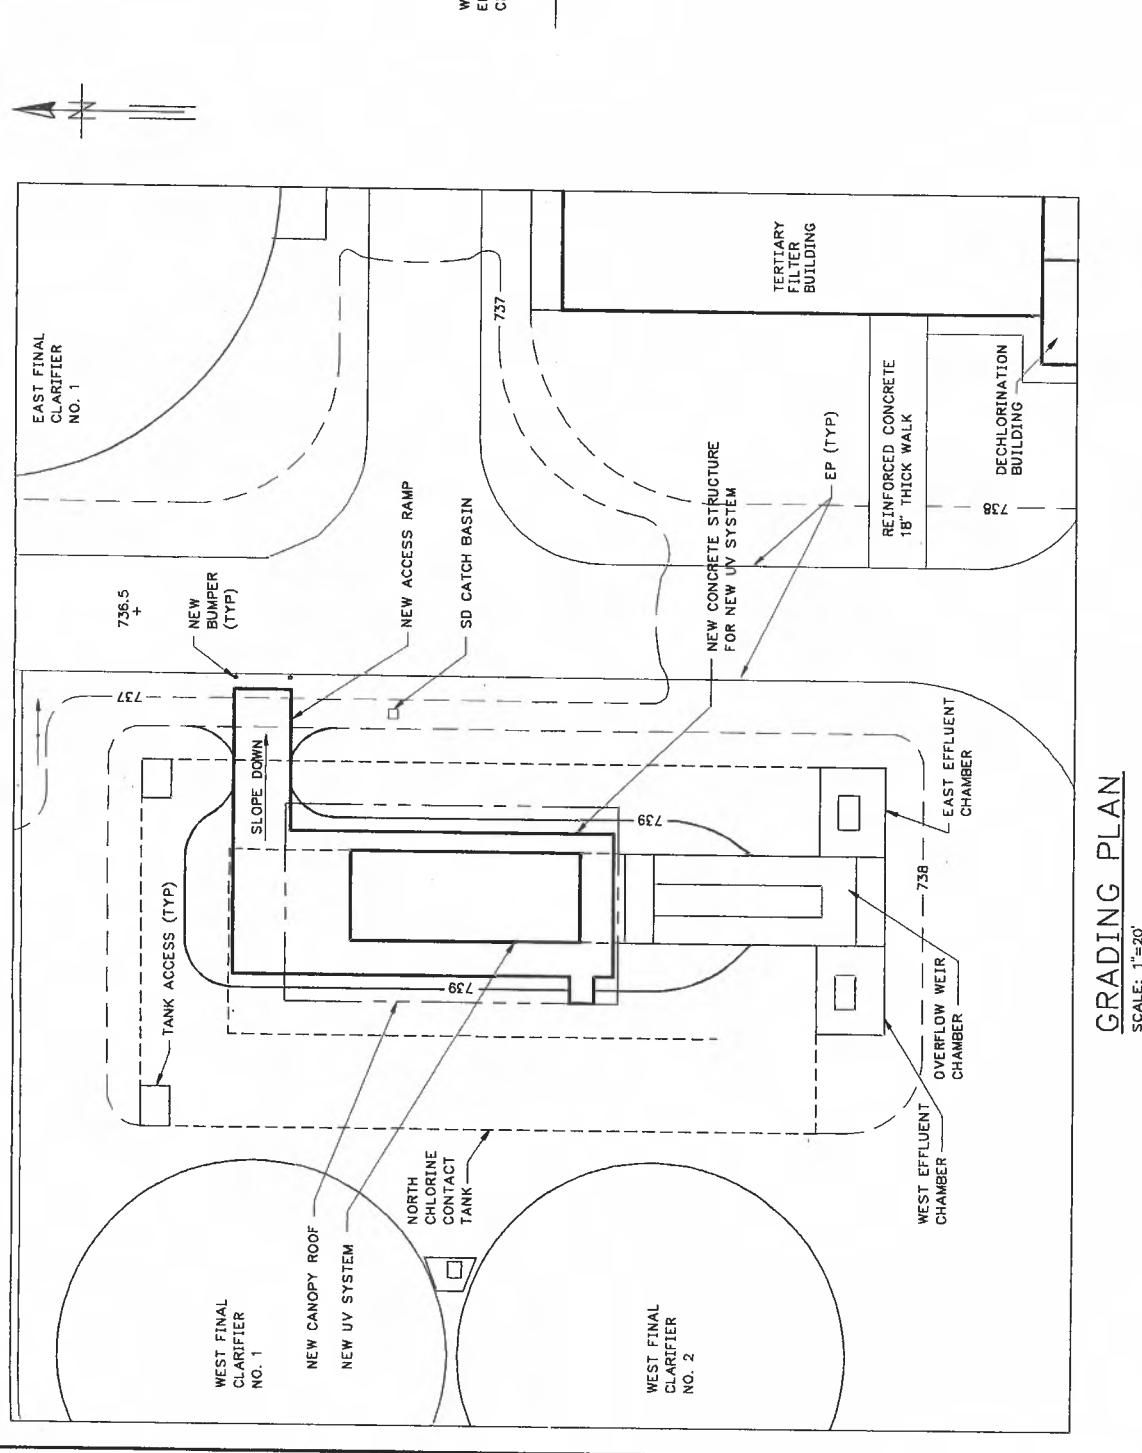 N
EAST FINAL
CLARIFIER
NO. 1
736.5
+
NEW
BUMPER
(TYP)
737
TANK ACCESS (TYP)
SLOPE DOWN
NEW ACCESS RAMP
SD CATCH BASIN
737
TERTIARY
FILTER
BUILDING
WEST FINAL
CLARIFIER
NO. 1
NEW CANOPY ROOF
NEW UV SYSTEM
NORTH
CHLORINE
CONTACT
TANK
739
739
NEW CONCRETE STRUCTURE
FOR NEW UV SYSTEM
EP (TYP)
REINFORCED CONCRETE
18" THICK WALK
DECHLORINATION
BUILDING
738
WEST FINAL
CLARIFIER
NO. 2
WEST EFFLUENT
CHAMBER
OVERFLOW WEIR
CHAMBER
738
EAST EFFLUENT
CHAMBER
GRADING PLAN
SCALE: 1"=20'